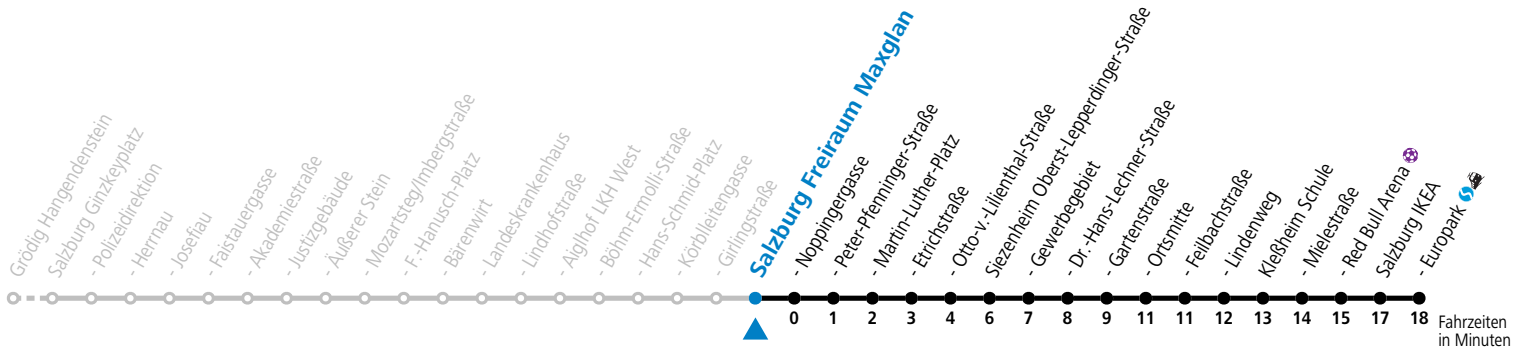 Grödig Hangendenstein
Salzburg Ginzkeyplatz
- Polizeidirektion
- Herrnau
- Josefiau
- Faistauergasse
- Akademiestraße
- Justizgebäude
- Äußerer Stein
- Mozartsteg/Imbergstraße
- F.-Hanusch-Platz
- Bärenwirt
- Landeskrankenhaus
- Lindhofstraße
- Aiglhof LKH West
- Böhm-Ermolli-Straße
- Hans-Schmid-Platz
- Körblleitengasse
- Girlingstraße
Salzburg Freiraum Maxglan
- Noppingergasse
- Peter-Pfenninger-Straße
- Martin-Luther-Platz
- Etrichstraße
- Otto-v.-Lilienthal-Straße
Siezenheim Oberst-Lepperdinger-Straße
- Gewerbegebiet
- Dr.-Hans-Lechner-Straße
- Gartenstraße
- Ortsmitte
- Feilbachstraße
- Lindenweg
Kleßheim Schule
- Mielestraße
- Red Bull Arena
Salzburg IKEA
- Europark
0 1 2 3 4 6 7 8 9 11 11 12 13 14 15 17 18
Fahrzeiten
in Minuten